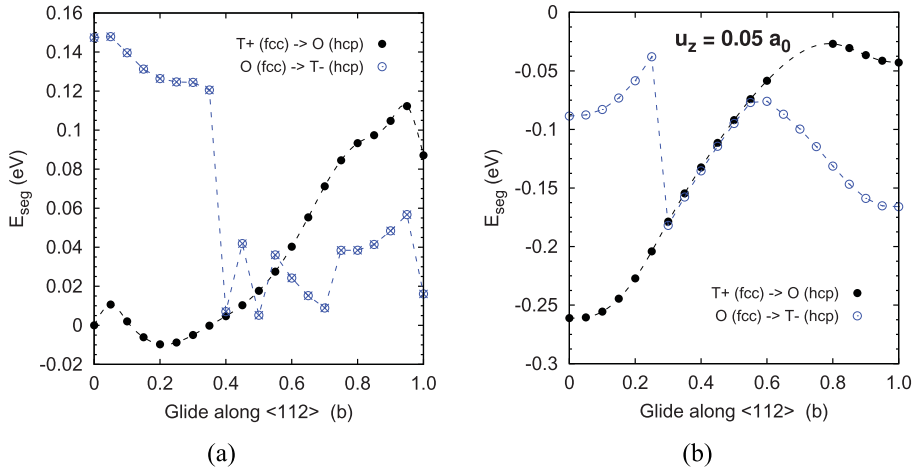 0.16
0.14
0.12
0.1
0.08
0.06
0.04
0.02
0
-0.02
E_seg (eV)
T+ (fcc) -> O (hcp)
O (fcc) -> T- (hcp)
0 0.2 0.4 0.6 0.8 1.0
Glide along <112> (b)
(a)
0
-0.05
-0.1
-0.15
-0.2
-0.25
-0.3
E_seg (eV)
u_z = 0.05 a_0
T+ (fcc) -> O (hcp)
O (fcc) -> T- (hcp)
0 0.2 0.4 0.6 0.8 1.0
Glide along <112> (b)
(b)